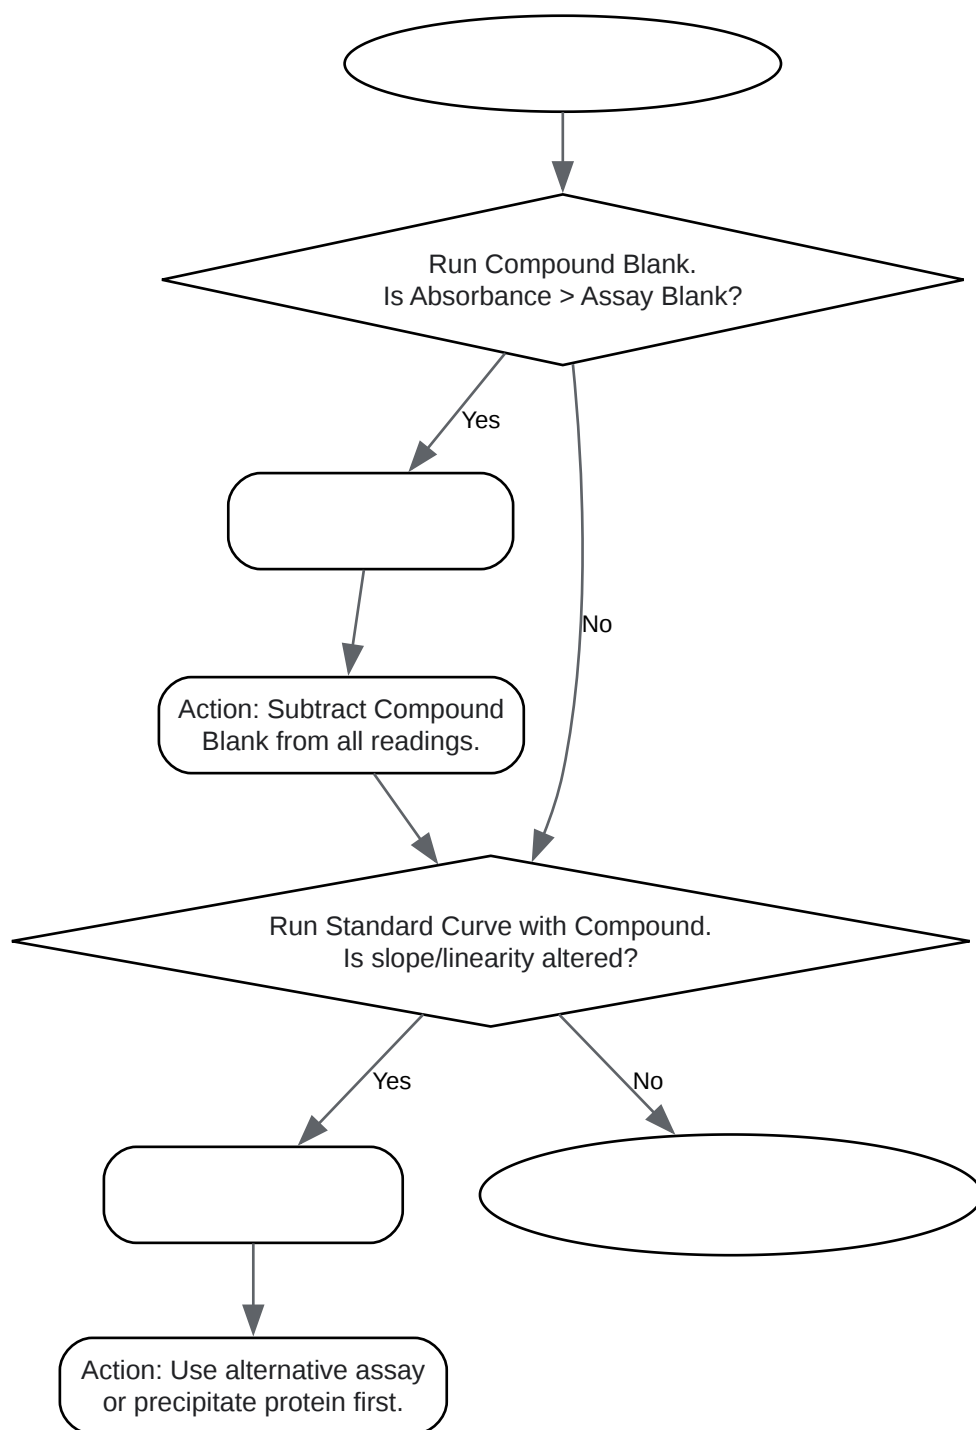 Run Compound Blank.
Is Absorbance > Assay Blank?
Yes
No
Action: Subtract Compound
Blank from all readings.
Run Standard Curve with Compound.
Is slope/linearity altered?
Yes
No
Action: Use alternative assay
or precipitate protein first.